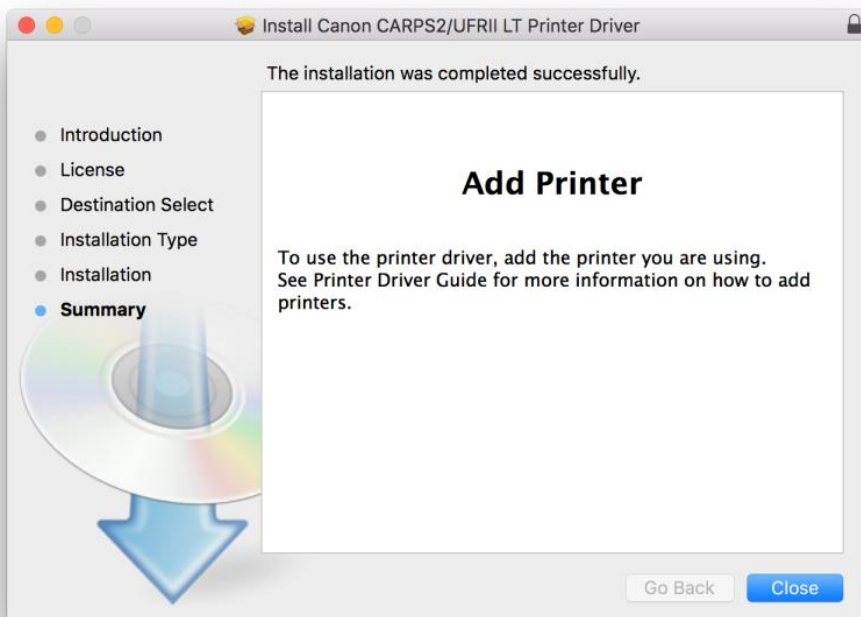 Install Canon CARPS2/UFRII LT Printer Driver
The installation was completed successfully.
Introduction
License
Destination Select
Installation Type
Installation
Summary
Add Printer
To use the printer driver, add the printer you are using.
See Printer Driver Guide for more information on how to add
printers.
Go Back
Close